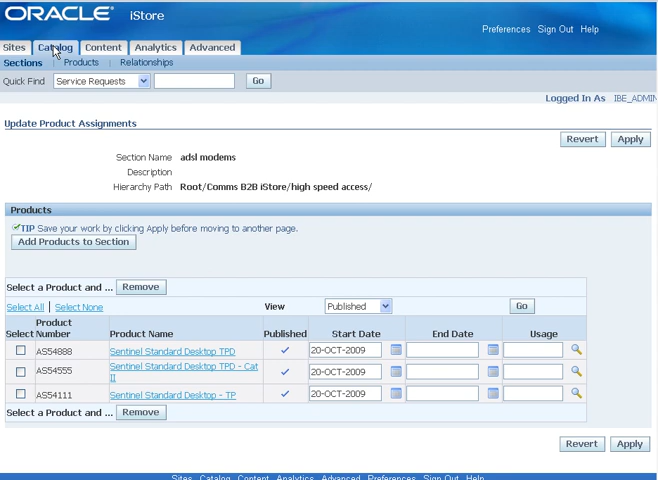 ORACLE® iStore
Preferences Sign Out Help
Sites Catalog Content Analytics Advanced
Sections Products Relationships
Quick Find Service Requests Go
Logged In As IBE_ADMIN
Update Product Assignments
Revert Apply
Section Name adsl modems
Description
Hierarchy Path Root/Comms B2B iStore/high speed access/
Products
TIP Save your work by clicking Apply before moving to another page.
Add Products to Section
Select a Product and ... Remove
Select All | Select None View Published Go
Select Product Number Product Name Published Start Date End Date Usage
AS54888 Sentinel Standard Desktop TPD 20-OCT-2009
AS54555 Sentinel Standard Desktop TPD - Cat II 20-OCT-2009
AS54111 Sentinel Standard Desktop - TP 20-OCT-2009
Select a Product and ... Remove
Revert Apply
Sites Catalog Content Analytics Advanced Preferences Sign Out Help